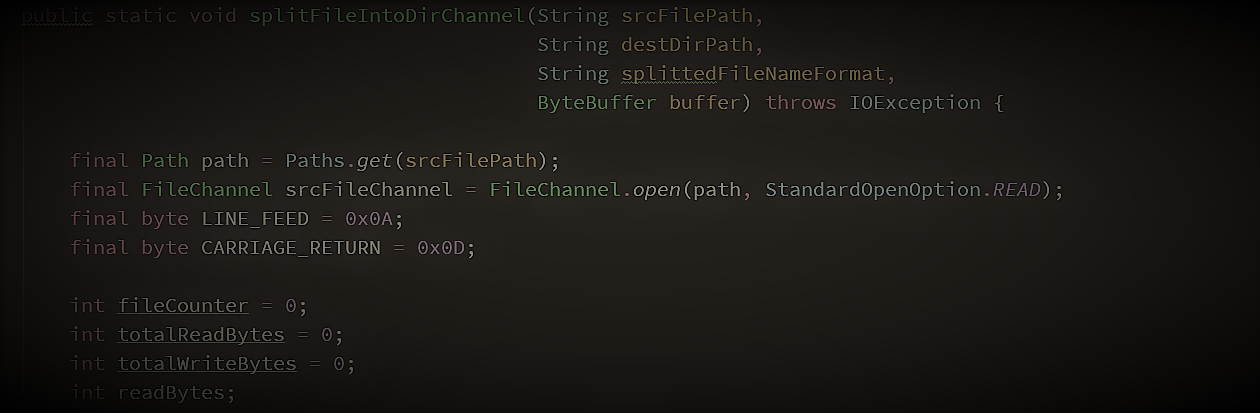 public static void splitFileIntoDirChannel(String srcFilePath,
String destDirPath,
String splittedFileNameFormat,
ByteBuffer buffer) throws IOException {
final Path path = Paths.get(srcFilePath);
final FileChannel srcFileChannel = FileChannel.open(path, StandardOpenOption.READ);
final byte LINE_FEED = 0x0A;
final byte CARRIAGE_RETURN = 0x0D;
int fileCounter = 0;
int totalReadBytes = 0;
int totalWriteBytes = 0;
int readBytes;